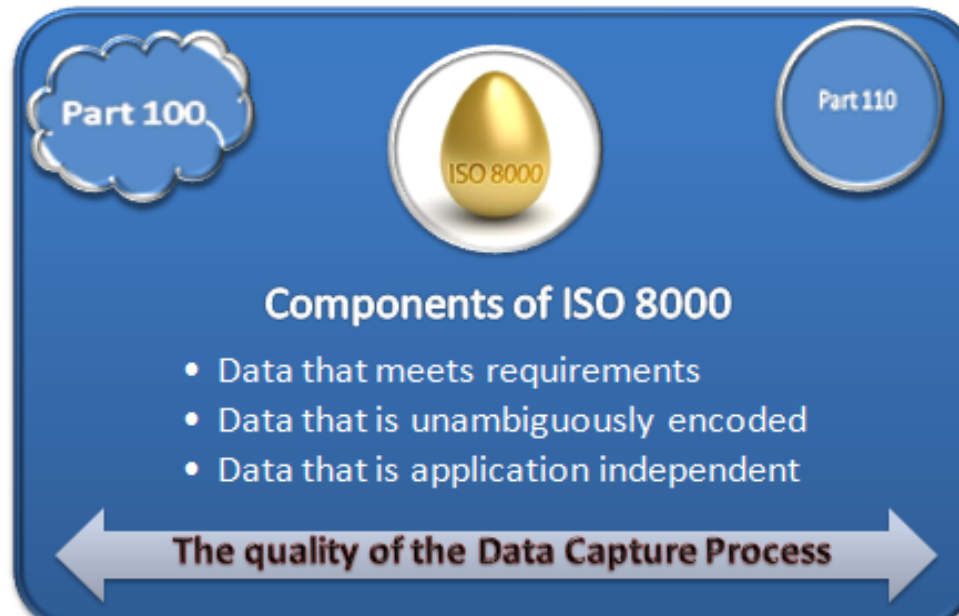 Part 100
Part 110
ISO 8000
Components of ISO 8000
• Data that meets requirements
• Data that is unambiguously encoded
• Data that is application independent
The quality of the Data Capture Process